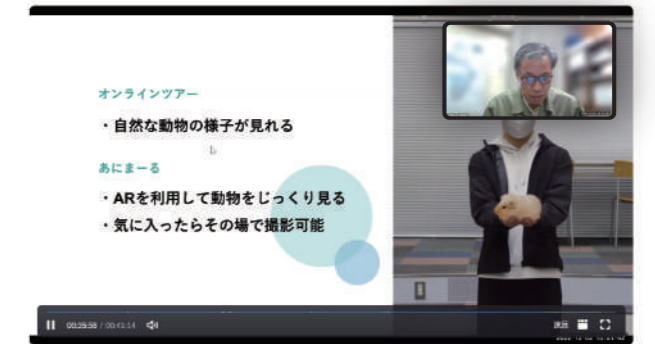 オンラインツアー
・自然な動物の様子が見れる
あにまーる
・ARを利用して動物をじっくり見る
・気に入ったらその場で撮影可能
00:25:58 / 00:41:14